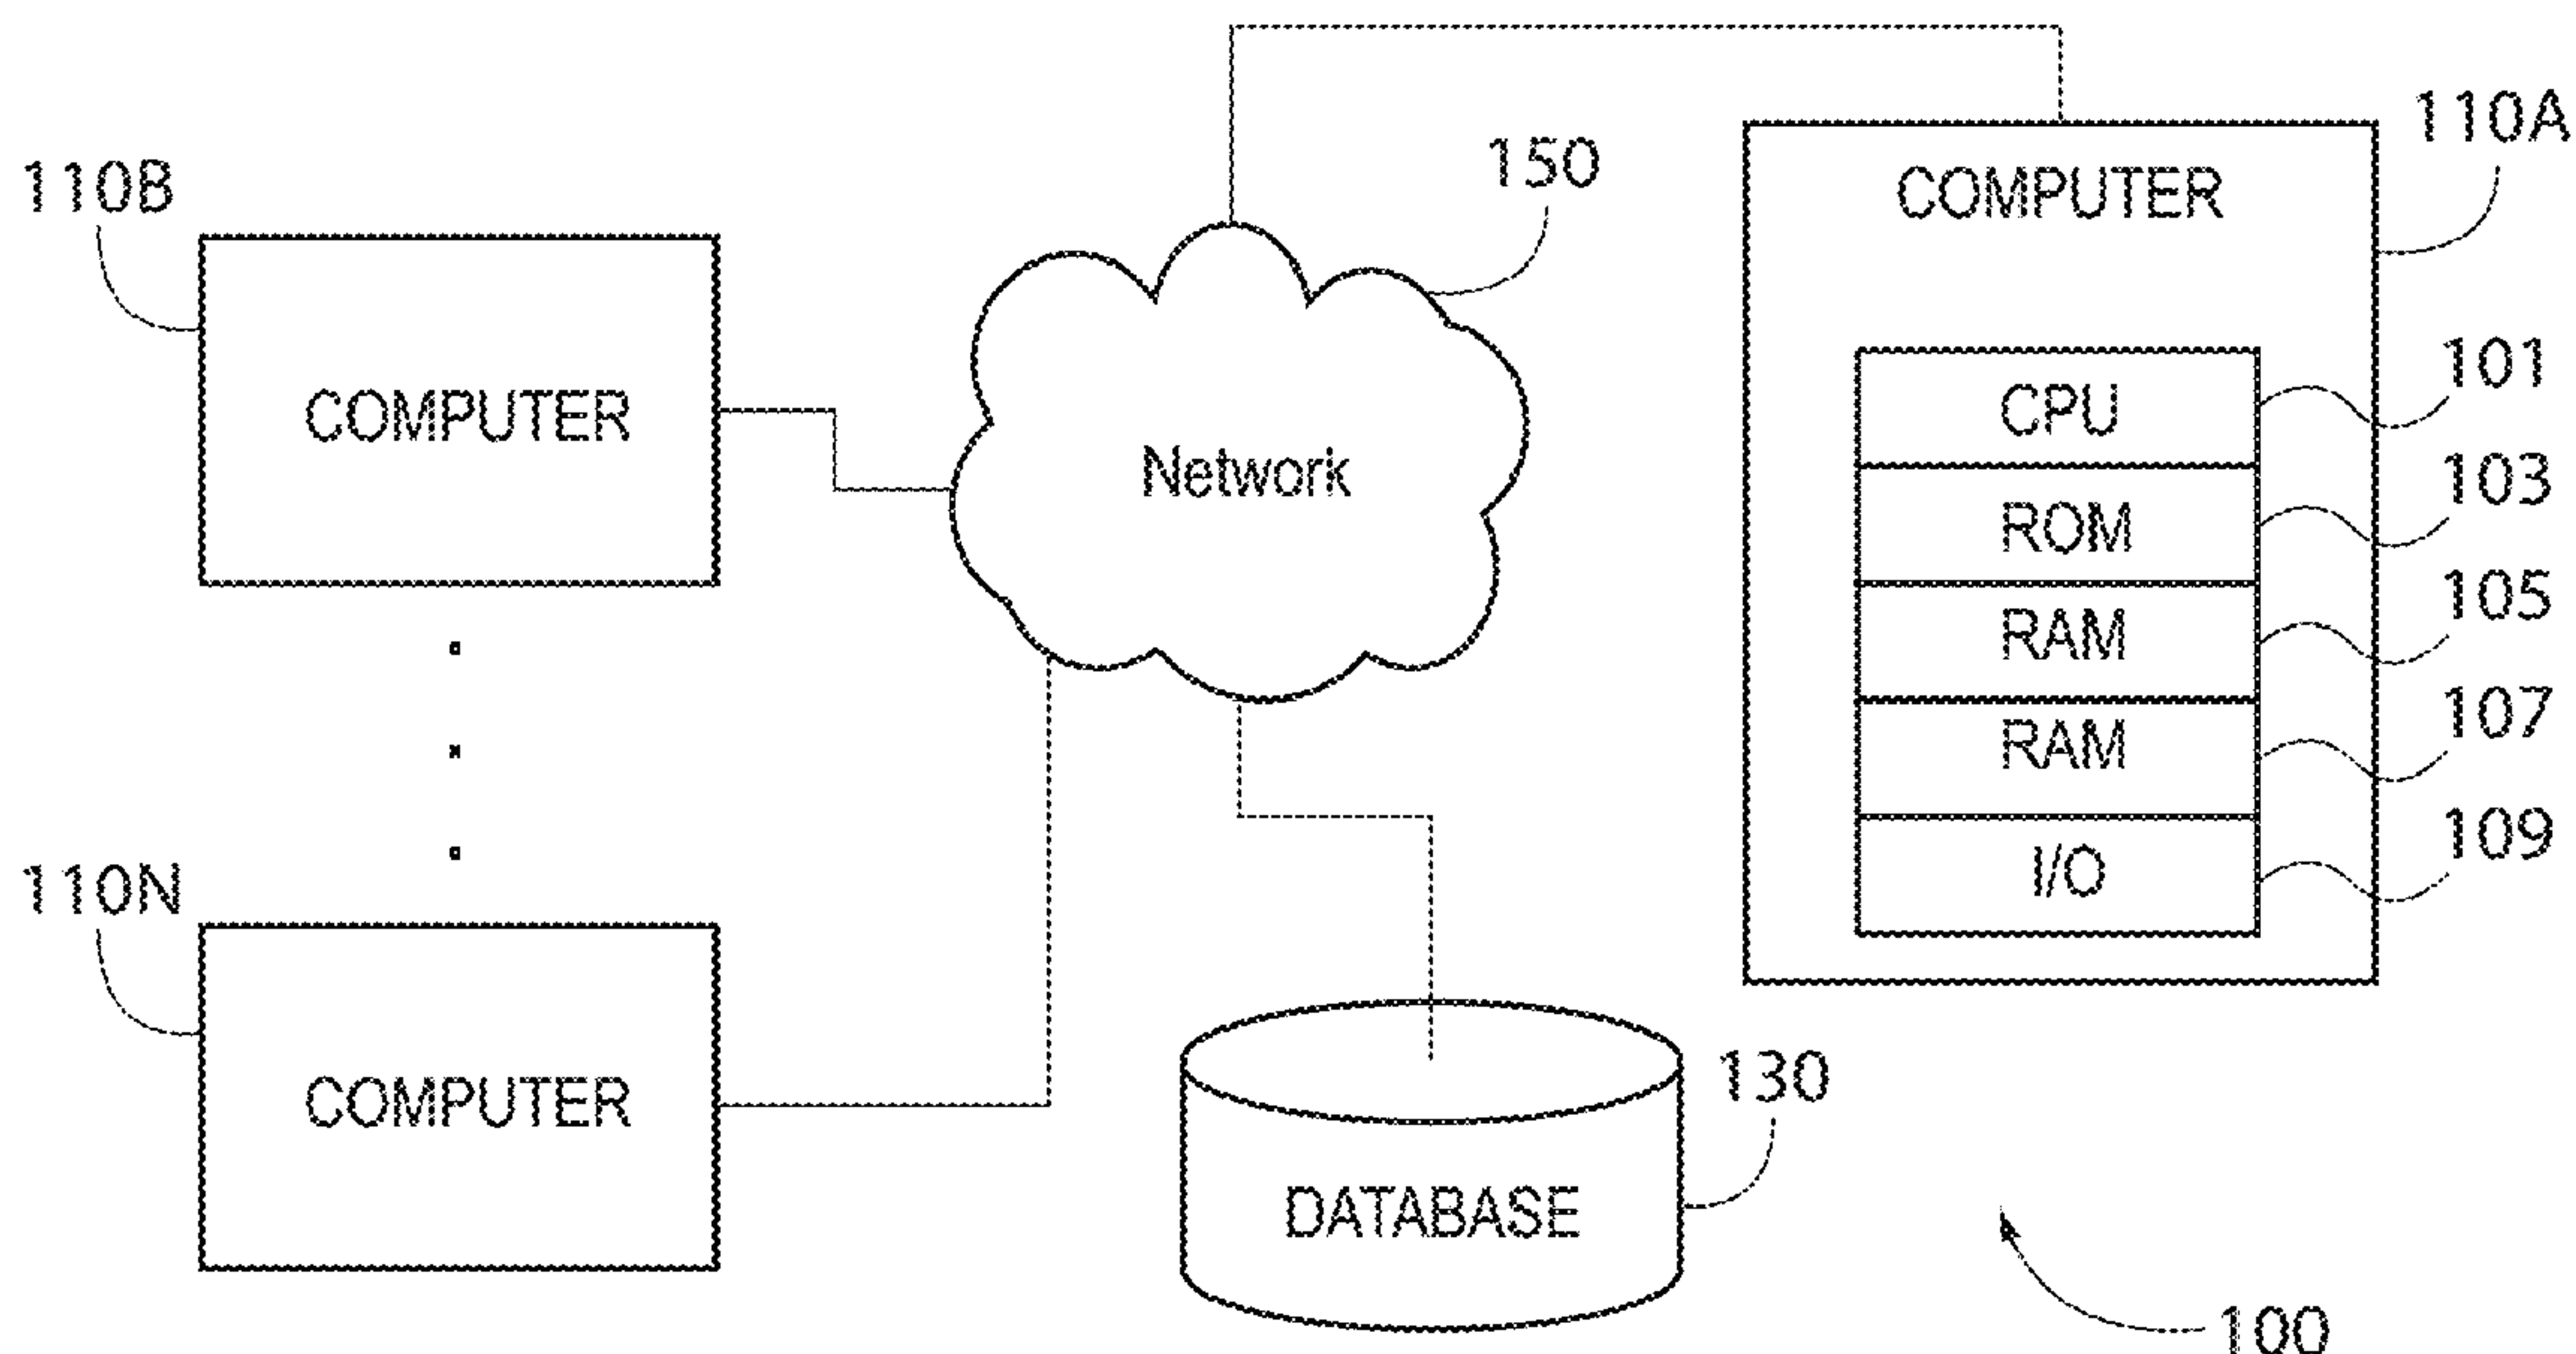 110A
COMPUTER
150
110B
COMPUTER
Network
CPU
101
ROM
103
RAM
105
RAM
107
I/O
109
110N
COMPUTER
DATABASE
130
100